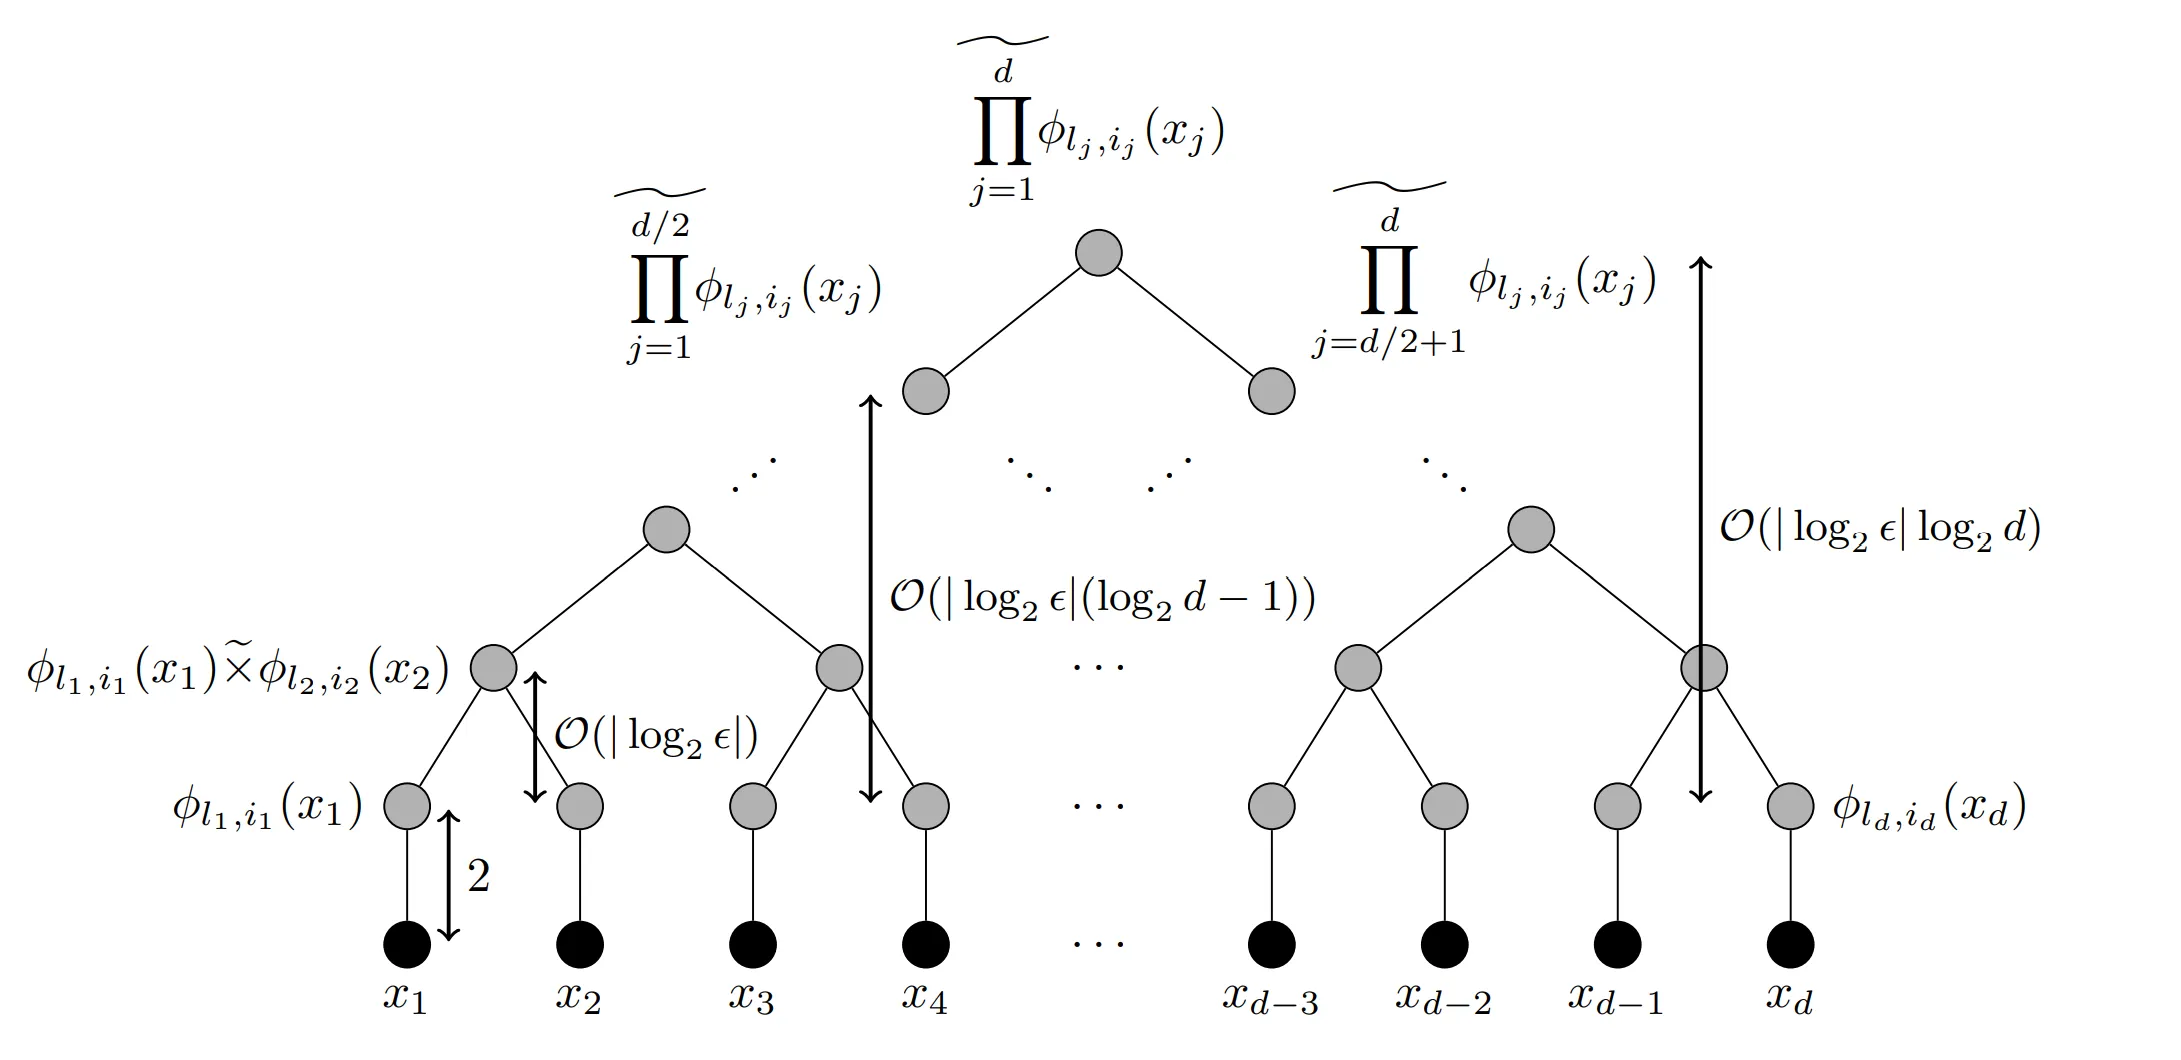 $\widetilde{\prod_{j=1}^{d}} \phi_{l_j,i_j}(x_j)$
$\widetilde{\prod_{j=1}^{d/2}} \phi_{l_j,i_j}(x_j)$
$\widetilde{\prod_{j=d/2+1}^{d}} \phi_{l_j,i_j}(x_j)$
$\mathcal{O}(|\log_2 \epsilon| \log_2 d)$
$\mathcal{O}(|\log_2 \epsilon|(\log_2 d - 1))$
$\phi_{l_1,i_1}(x_1) \widetilde{\times} \phi_{l_2,i_2}(x_2)$
$\cdots$
$\mathcal{O}(|\log_2 \epsilon|)$
$\phi_{l_1,i_1}(x_1)$ $\cdots$ $\phi_{l_d,i_d}(x_d)$
2
$\cdots$
$x_1$ $x_2$ $x_3$ $x_4$ $x_{d-3}$ $x_{d-2}$ $x_{d-1}$ $x_d$